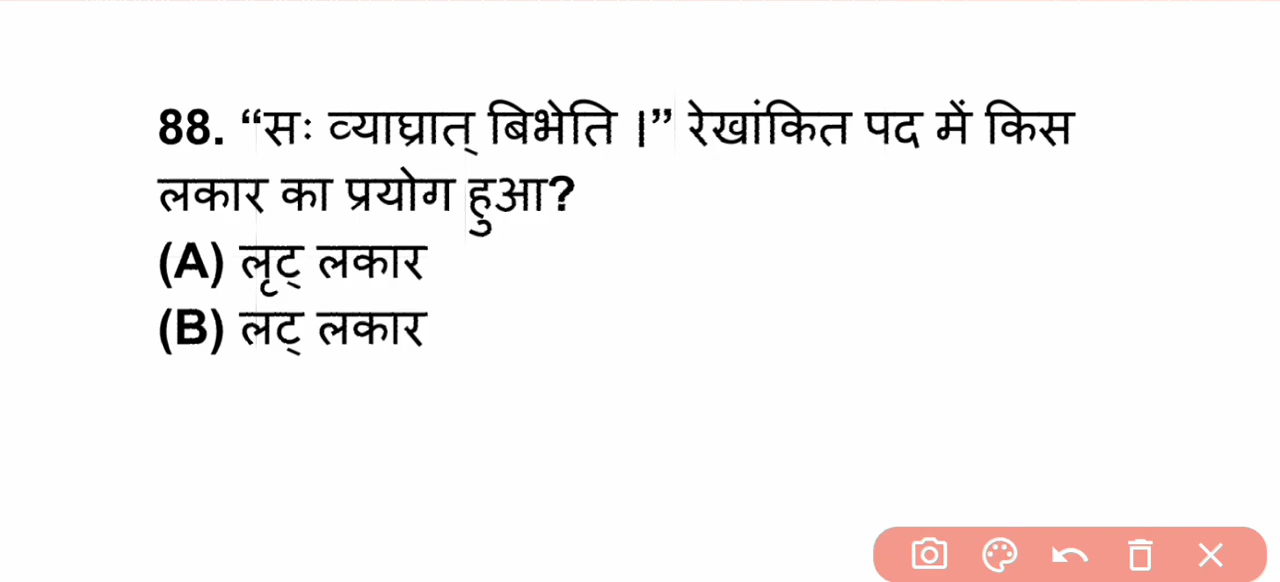 88. “सः व्याघ्रात् बिभेति ।” रेखांकित पद में किस
लकार का प्रयोग हुआ?
(A) लृट् लकार
(B) लट् लकार